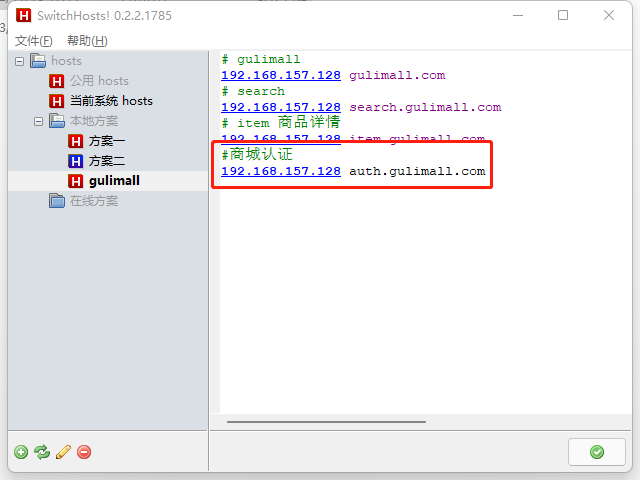 SwitchHosts! 0.2.2.1785
文件(F) 帮助(H)
hosts
公用 hosts
当前系统 hosts
本地方案
方案一
方案二
gulimall
在线方案
# gulimall
192.168.157.128 gulimall.com
# search
192.168.157.128 search.gulimall.com
# item 商品详情
192.168.157.128 item.gulimall.com
#商城认证
192.168.157.128 auth.gulimall.com